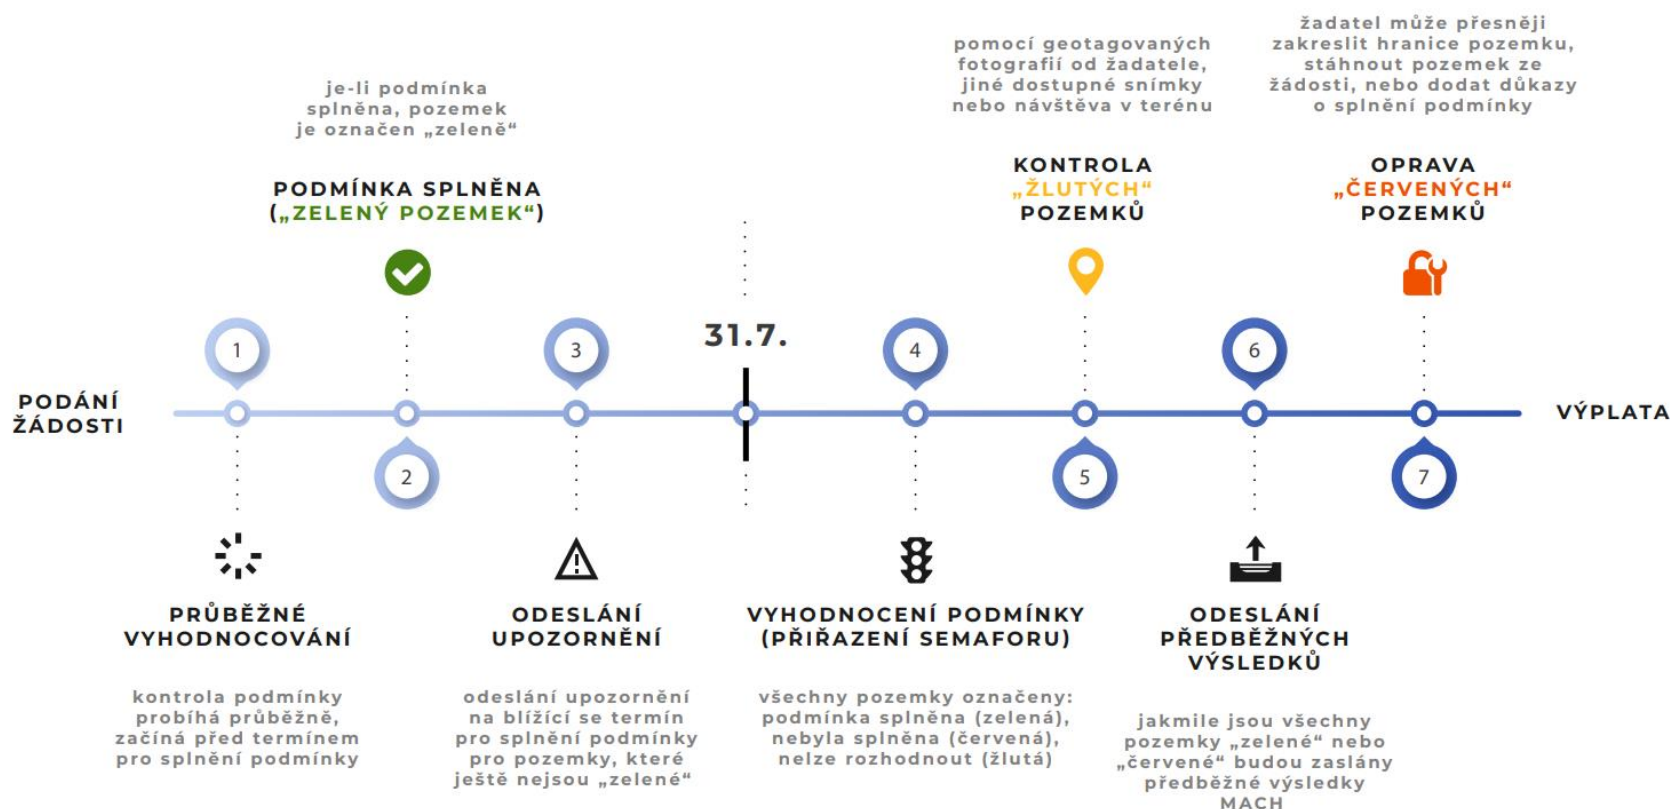 PODÁNÍ
ŽÁDOSTI
1
PRŮBĚŽNÉ
VYHODNOCOVÁNÍ
kontrola podmínky
probíhá průběžně,
začíná před termínem
pro splnění podmínky
je-li podmínka
splněna, pozemek
je označen „zeleně“
PODMÍNKA SPLNĚNA
(„ZELENÝ POZEMEK“)
2
3
ODESLÁNÍ
UPOZORNĚNÍ
odeslání upozornění
na blížící se termín
pro splnění podmínky
pro pozemky, které
ještě nejsou „zelené“
31.7.
4
VYHODNOCENÍ PODMÍNKY
(PŘIŘAZENÍ SEMAFORU)
všechny pozemky označeny:
podmínka splněna (zelená),
nebyla splněna (červená),
nelze rozhodnout (žlutá)
pomocí geotagovaných
fotografií od žadatele,
jiné dostupné snímky
nebo návštěva v terénu
KONTROLA
„ŽLUTÝCH“
POZEMKŮ
5
6
ODESLÁNÍ
PŘEDBĚŽNÝCH
VÝSLEDKŮ
jakmile jsou všechny
pozemky „zelené“ nebo
„červené“ budou zaslány
předběžné výsledky
MACH
žadatel může přesněji
zakreslit hranice pozemku,
stáhnout pozemek ze
žádosti, nebo dodat důkazy
o splnění podmínky
OPRAVA
„ČERVENÝCH“
POZEMKŮ
7
VÝPLATA